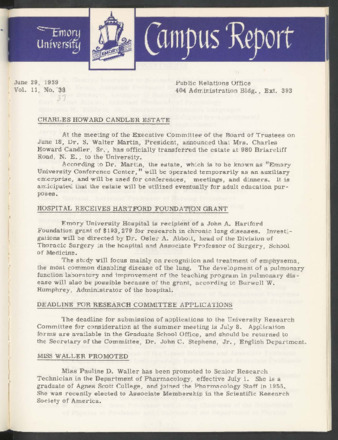 Emory
University
Campus Report
June 29, 1959
Vol. 11, No. 38
Public Relations Office
404 Administration Bldg., Ext. 393
CHARLES HOWARD CANDLER ESTATE
At the meeting of the Executive Committee of the Board of Trustees on
June 18, Dr. S. Walter Martin, President, announced that Mrs. Charles
Howard Candler, Sr., has officially transferred the estate at 980 Briarcliff
Road, N. E., to the University.
According to Dr. Martin, the estate, which is to be known as "Emory
University Conference Center," will be operated temporarily as an auxiliary
enterprise, and will be used for conferences, meetings, and dinners. It is
anticipated that the estate will be utilized eventually for adult education pur-
poses.
HOSPITAL RECEIVES HARTFORD FOUNDATION GRANT
Emory University Hospital is recipient of a John A. Hartford
Foundation grant of $193,279 for research in chronic lung diseases. Investi-
gations will be directed by Dr. Osler A. Abbott, head of the Division of
Thoracic Surgery in the hospital and Associate Professor of Surgery, School
of Medicine.
The study will focus mainly on recognition and treatment of emphysema,
the most common disabling disease of the lung. The development of a pulmonary
function laboratory and improvement of the teaching program in pulmonary dis-
ease will also be possible because of the grant, according to Burwell W.
Humphrey, Administrator of the hospital.
DEADLINE FOR RESEARCH COMMITTEE APPLICATIONS
The deadline for submission of applications to the University Research
Committee for consideration at the summer meeting is July 8. Application
forms are available in the Graduate School Office, and should be returned to
the Secretary of the Committee, Dr. John C. Stephens, Jr., English Department.
MISS WALLER PROMOTED
Miss Pauline D. Waller has been promoted to Senior Research
Technician in the Department of Pharmacology, effective July 1. She is a
graduate of Agnes Scott College, and joined the Pharmacology Staff in 1955.
She was recently elected to Associate Membership in the Scientific Research
Society of America.